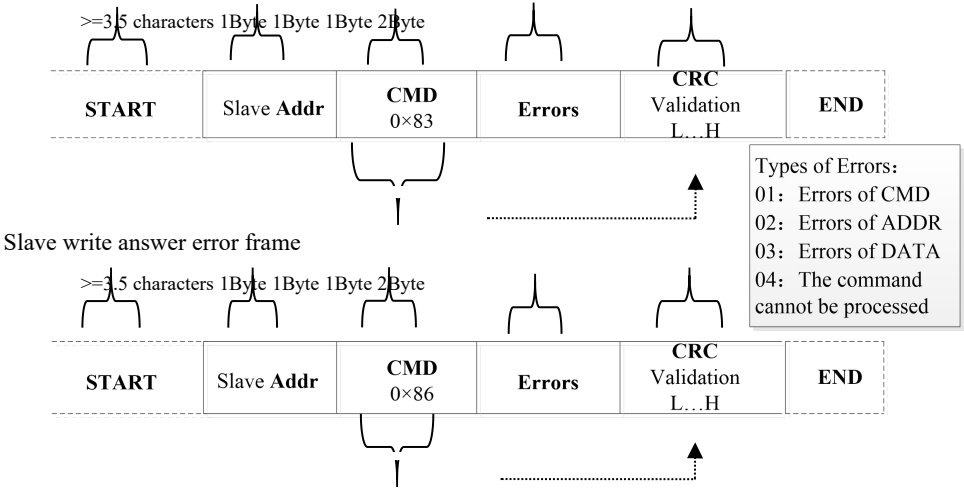 >=3.5 characters 1Byte 1Byte 1Byte 2Byte
START
Slave Addr
CMD
0×83
Errors
CRC
Validation
L…H
END
Types of Errors：
01： Errors of CMD
02： Errors of ADDR
03： Errors of DATA
04： The command
cannot be processed
Slave write answer error frame
>=3.5 characters 1Byte 1Byte 1Byte 2Byte
START
Slave Addr
CMD
0×86
Errors
CRC
Validation
L…H
END